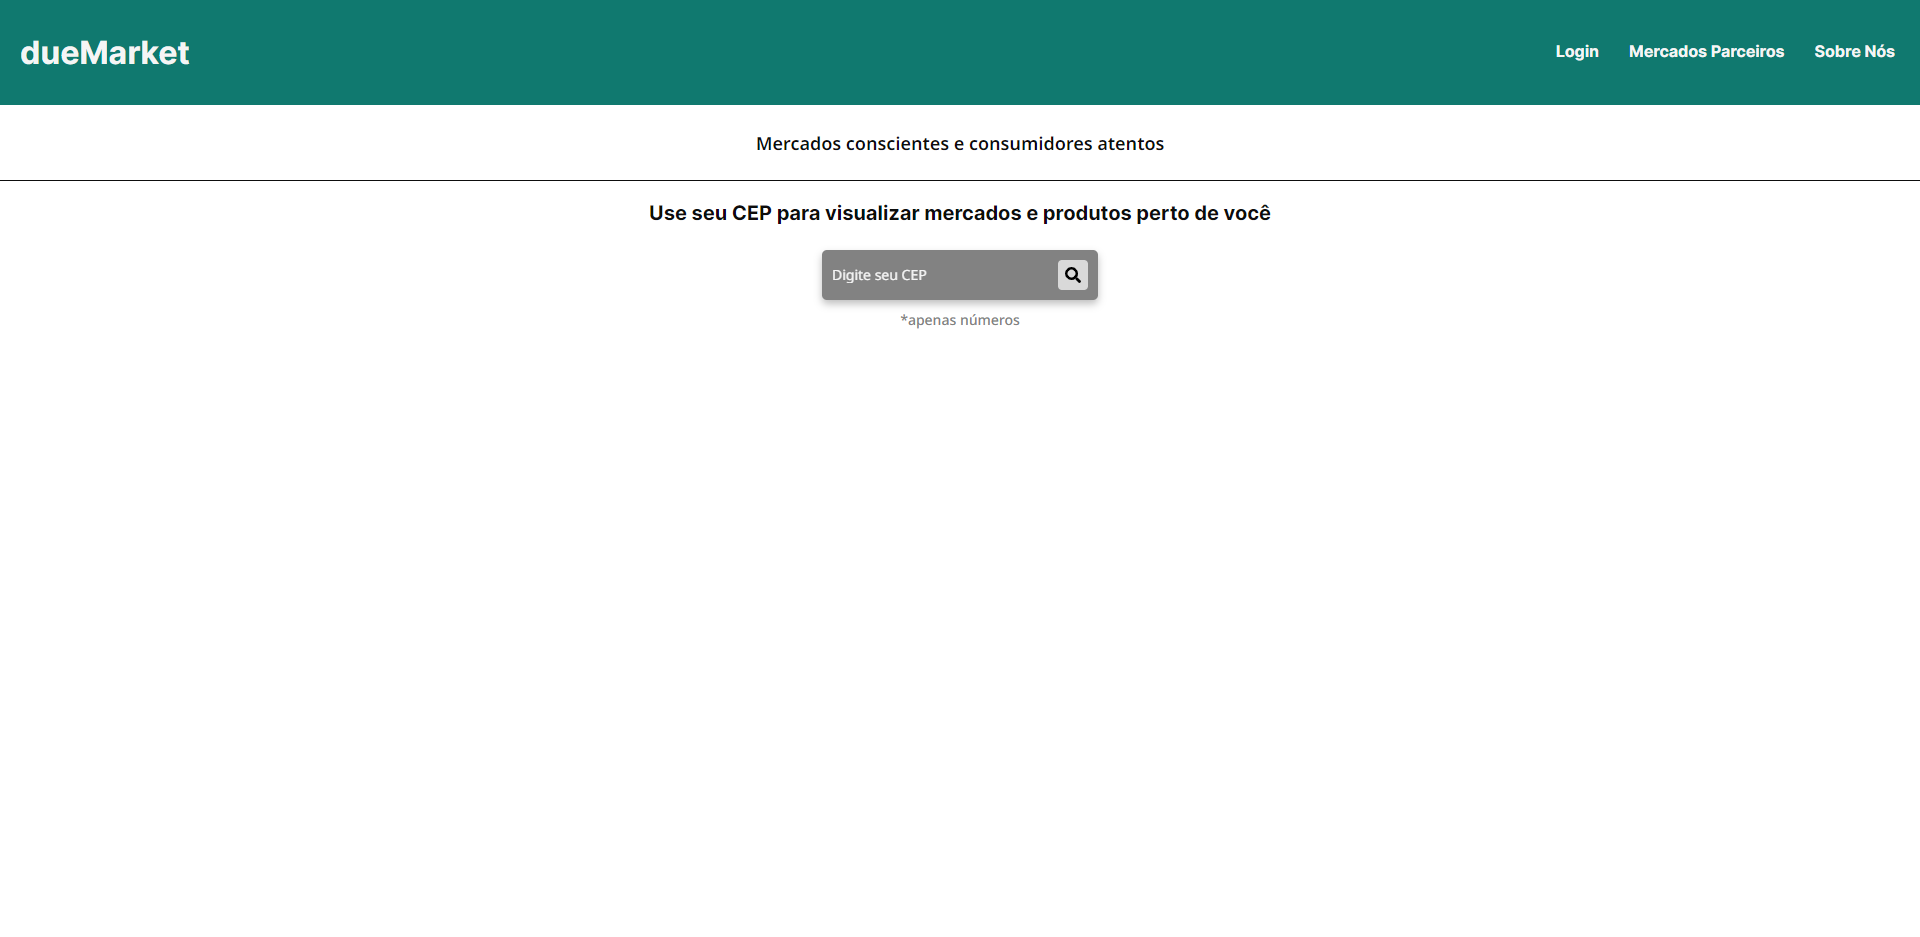 dueMarket
Login
Mercados Parceiros
Sobre Nós
Mercados conscientes e consumidores atentos
Use seu CEP para visualizar mercados e produtos perto de você
Digite seu CEP
*apenas números